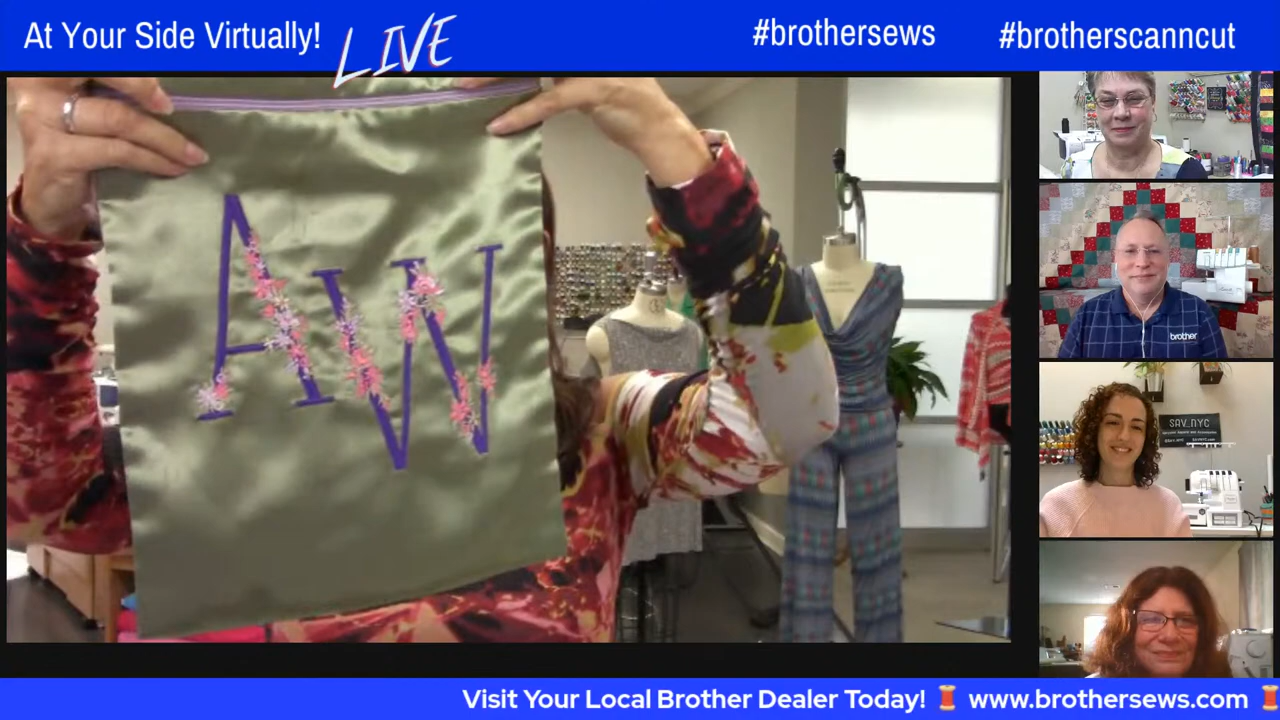 At Your Side Virtually!
LIVE
#brothersews
#brotherscanncut
AW
brother
SAV_NYC
Visit Your Local Brother Dealer Today! www.brothersews.com